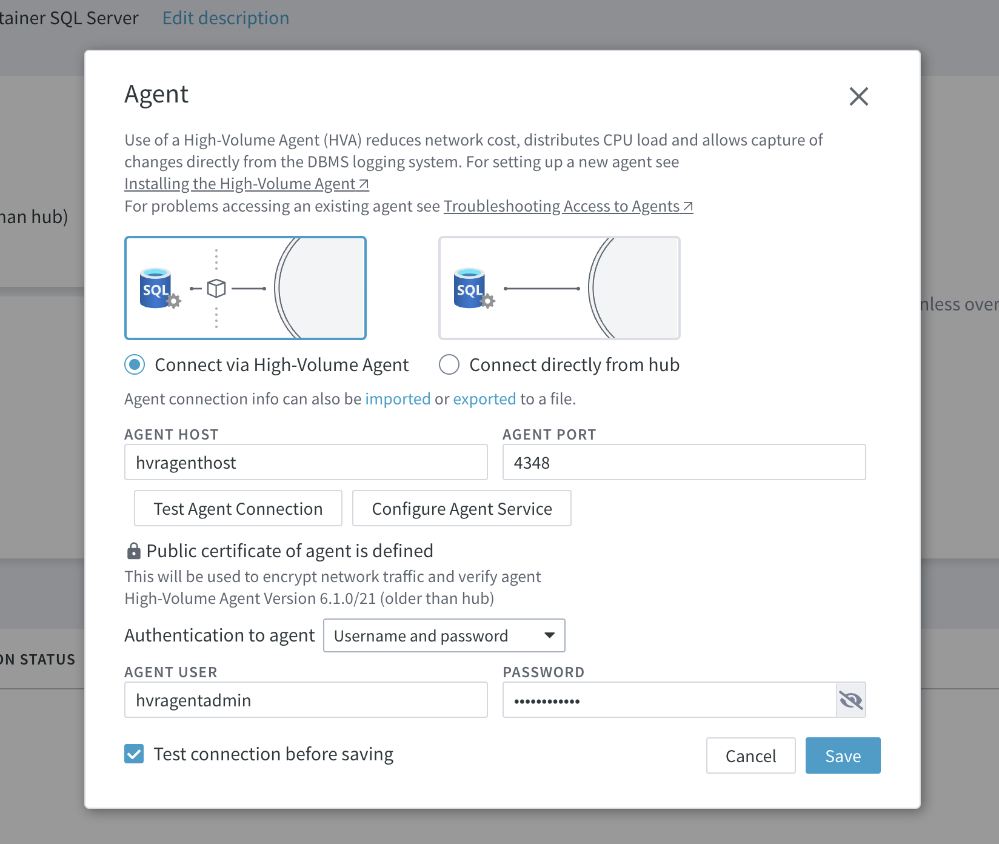 tainer SQL Server Edit description
Agent
Use of a High-Volume Agent (HVA) reduces network cost, distributes CPU load and allows capture of
changes directly from the DBMS logging system. For setting up a new agent see
Installing the High-Volume Agent
For problems accessing an existing agent see Troubleshooting Access to Agents
han hub)
SQL
SQL
nless over
Connect via High-Volume Agent
Connect directly from hub
Agent connection info can also be imported or exported to a file.
AGENT HOST
AGENT PORT
hvragenthost
4348
Test Agent Connection
Configure Agent Service
Public certificate of agent is defined
This will be used to encrypt network traffic and verify agent
High-Volume Agent Version 6.1.0/21 (older than hub)
Authentication to agent Username and password
ON STATUS
AGENT USER
PASSWORD
hvragentadmin
••••••••••••
Test connection before saving
Cancel
Save